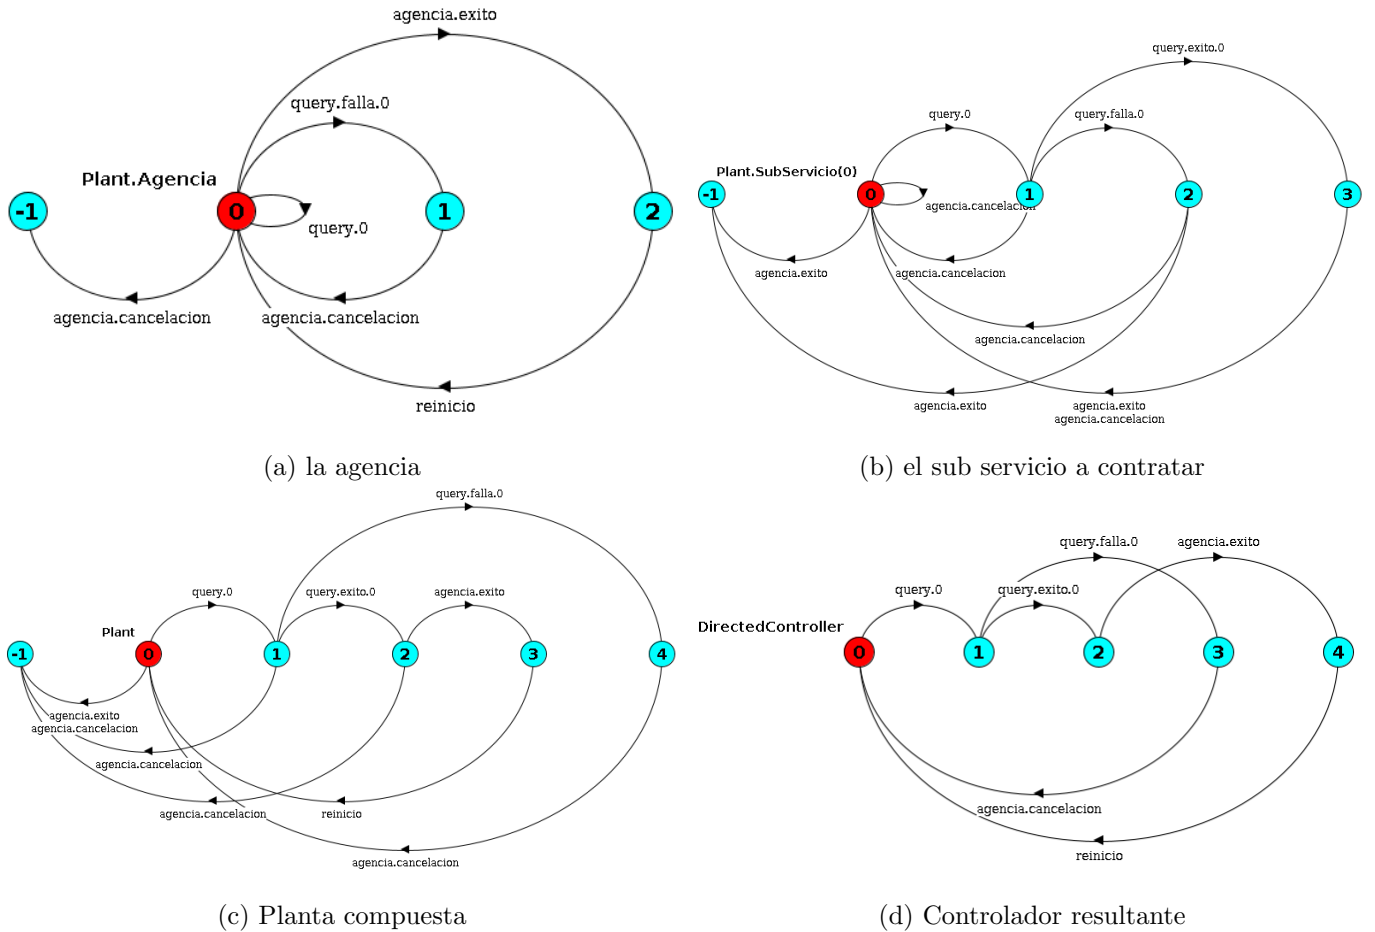 agencia.exito
query.falla.0
Plant.Agencia
-1
0
1
2
query.0
agencia.cancelacion
agencia.cancelacion
reinicio
(a) la agencia
query.exito.0
query.0
query.falla.0
Plant.SubServicio(0)
-1
0
1
2
3
agencia.cancelacion
agencia.exito
agencia.cancelacion
agencia.cancelacion
agencia.exito
agencia.exito
agencia.cancelacion
(b) el sub servicio a contratar
query.falla.0
query.0
query.exito.0
agencia.exito
Plant
-1
0
1
2
3
4
agencia.exito
agencia.cancelacion
agencia.cancelacion
agencia.cancelacion
reinicio
agencia.cancelacion
(c) Planta compuesta
query.falla.0
agencia.exito
query.0
query.exito.0
DirectedController
0
1
2
3
4
agencia.cancelacion
reinicio
(d) Controlador resultante